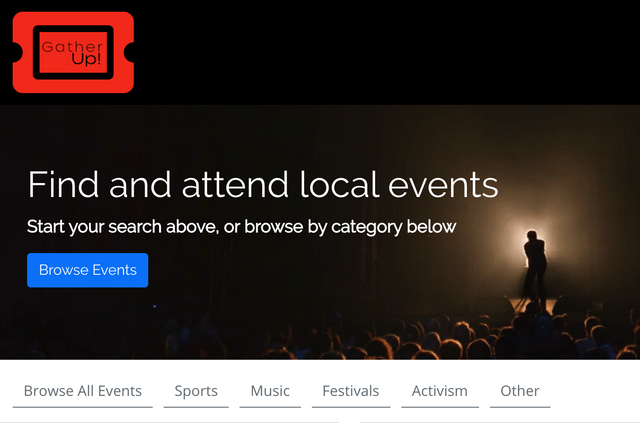 Gather
Up!
Find and attend local events
Start your search above, or browse by category below
Browse Events
Browse All Events
Sports
Music
Festivals
Activism
Other